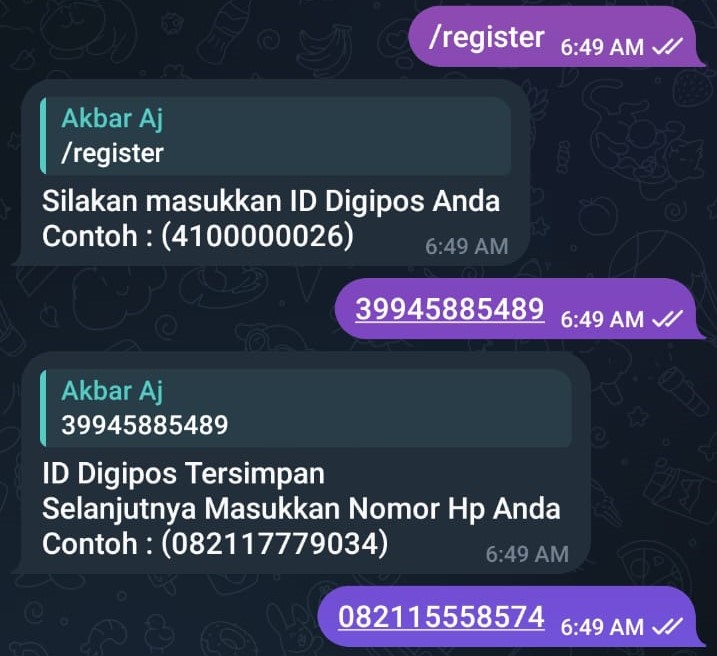 /register 6:49 AM
Akbar Aj
/register
Silakan masukkan ID Digipos Anda
Contoh : (4100000026) 6:49 AM
39945885489 6:49 AM
Akbar Aj
39945885489
ID Digipos Tersimpan
Selanjutnya Masukkan Nomor Hp Anda
Contoh : (082117779034) 6:49 AM
082115558574 6:49 AM